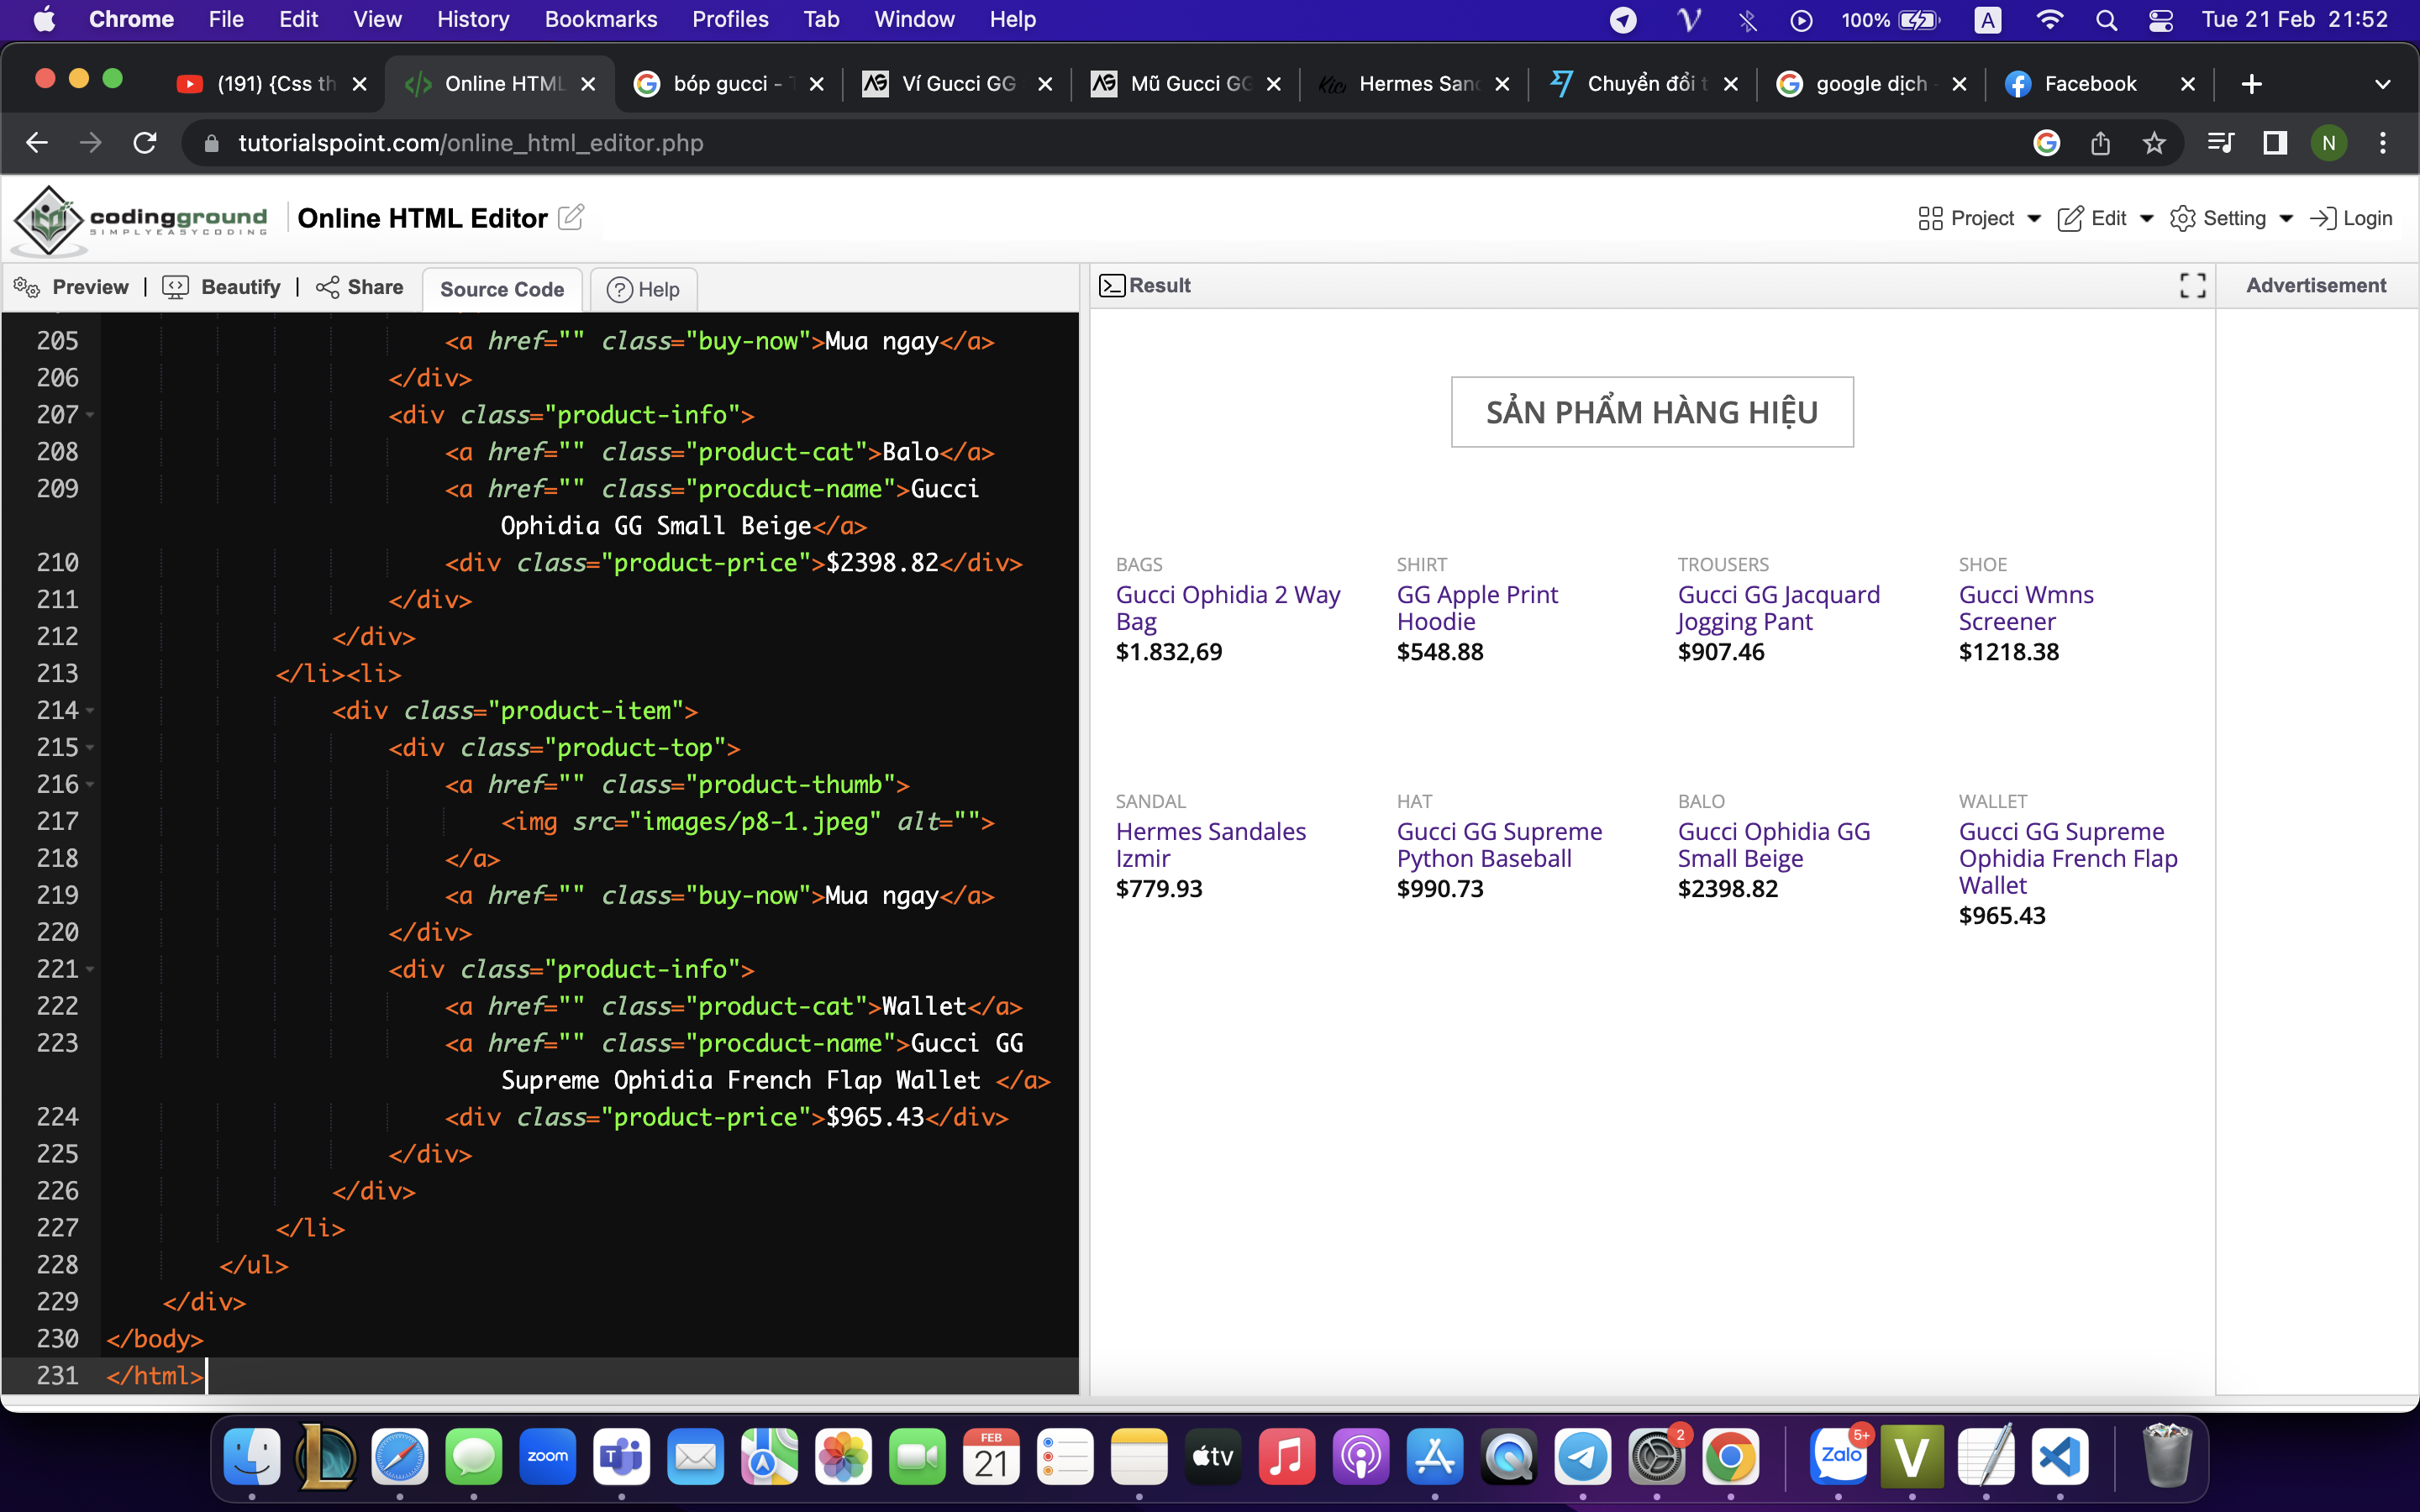 Chrome File Edit View History Bookmarks Profiles Tab Window Help 100% A Tue 21 Feb 21:52
(191) {Css th Online HTML bóp gucci - T Ví Gucci GG Mũ Gucci GG Hermes Sand Chuyển đổi t google dịch - Facebook
tutorialspoint.com/online_html_editor.php N
codingground
SIMPLYEASYCODING
Online HTML Editor
Project Edit Setting Login
Preview | Beautify | Share Source Code Help
Result
Advertisement
205 <a href="" class="buy-now">Mua ngay</a>
206 </div>
207 <div class="product-info">
208 <a href="" class="product-cat">Balo</a>
209 <a href="" class="procduct-name">Gucci
Ophidia GG Small Beige</a>
210 <div class="product-price">$2398.82</div>
211 </div>
212 </div>
213 </li><li>
214 <div class="product-item">
215 <div class="product-top">
216 <a href="" class="product-thumb">
217 <img src="images/p8-1.jpeg" alt="">
218 </a>
219 <a href="" class="buy-now">Mua ngay</a>
220 </div>
221 <div class="product-info">
222 <a href="" class="product-cat">Wallet</a>
223 <a href="" class="procduct-name">Gucci GG
Supreme Ophidia French Flap Wallet </a>
224 <div class="product-price">$965.43</div>
225 </div>
226 </div>
227 </li>
228 </ul>
229 </div>
230 </body>
231 </html>
SẢN PHẨM HÀNG HIỆU
BAGS
Gucci Ophidia 2 Way
Bag
$1.832,69
SHIRT
GG Apple Print
Hoodie
$548.88
TROUSERS
Gucci GG Jacquard
Jogging Pant
$907.46
SHOE
Gucci Wmns
Screener
$1218.38
SANDAL
Hermes Sandales
Izmir
$779.93
HAT
Gucci GG Supreme
Python Baseball
$990.73
BALO
Gucci Ophidia GG
Small Beige
$2398.82
WALLET
Gucci GG Supreme
Ophidia French Flap
Wallet
$965.43
zoom
T
FEB
21
tv
2
Zalo
5+
V